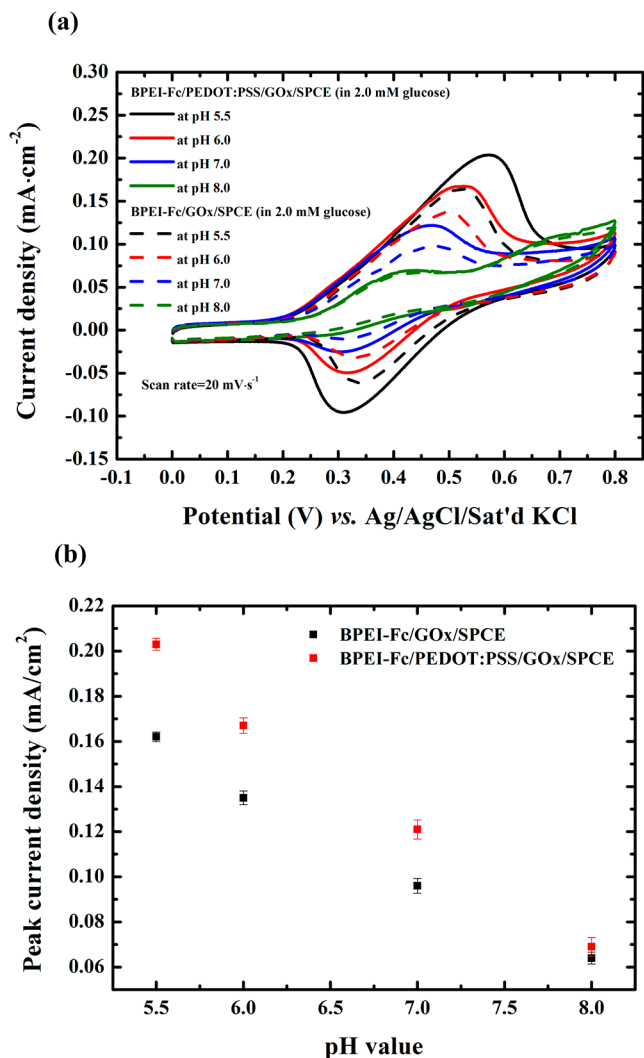 (a)
0.30
0.25
0.20
0.15
0.10
0.05
0.00
-0.05
-0.10
-0.15
Current density (mA·cm-2)
BPEI-Fc/PEDOT:PSS/GOx/SPCE (in 2.0 mM glucose)
at pH 5.5
at pH 6.0
at pH 7.0
at pH 8.0
BPEI-Fc/GOx/SPCE (in 2.0 mM glucose)
at pH 5.5
at pH 6.0
at pH 7.0
at pH 8.0
Scan rate=20 mV·s-1
-0.1 0.0 0.1 0.2 0.3 0.4 0.5 0.6 0.7 0.8
Potential (V) vs. Ag/AgCl/Sat'd KCl
(b)
0.22
0.20
0.18
0.16
0.14
0.12
0.10
0.08
0.06
Peak current density (mA/cm2)
BPEI-Fc/GOx/SPCE
BPEI-Fc/PEDOT:PSS/GOx/SPCE
5.5 6.0 6.5 7.0 7.5 8.0
pH value